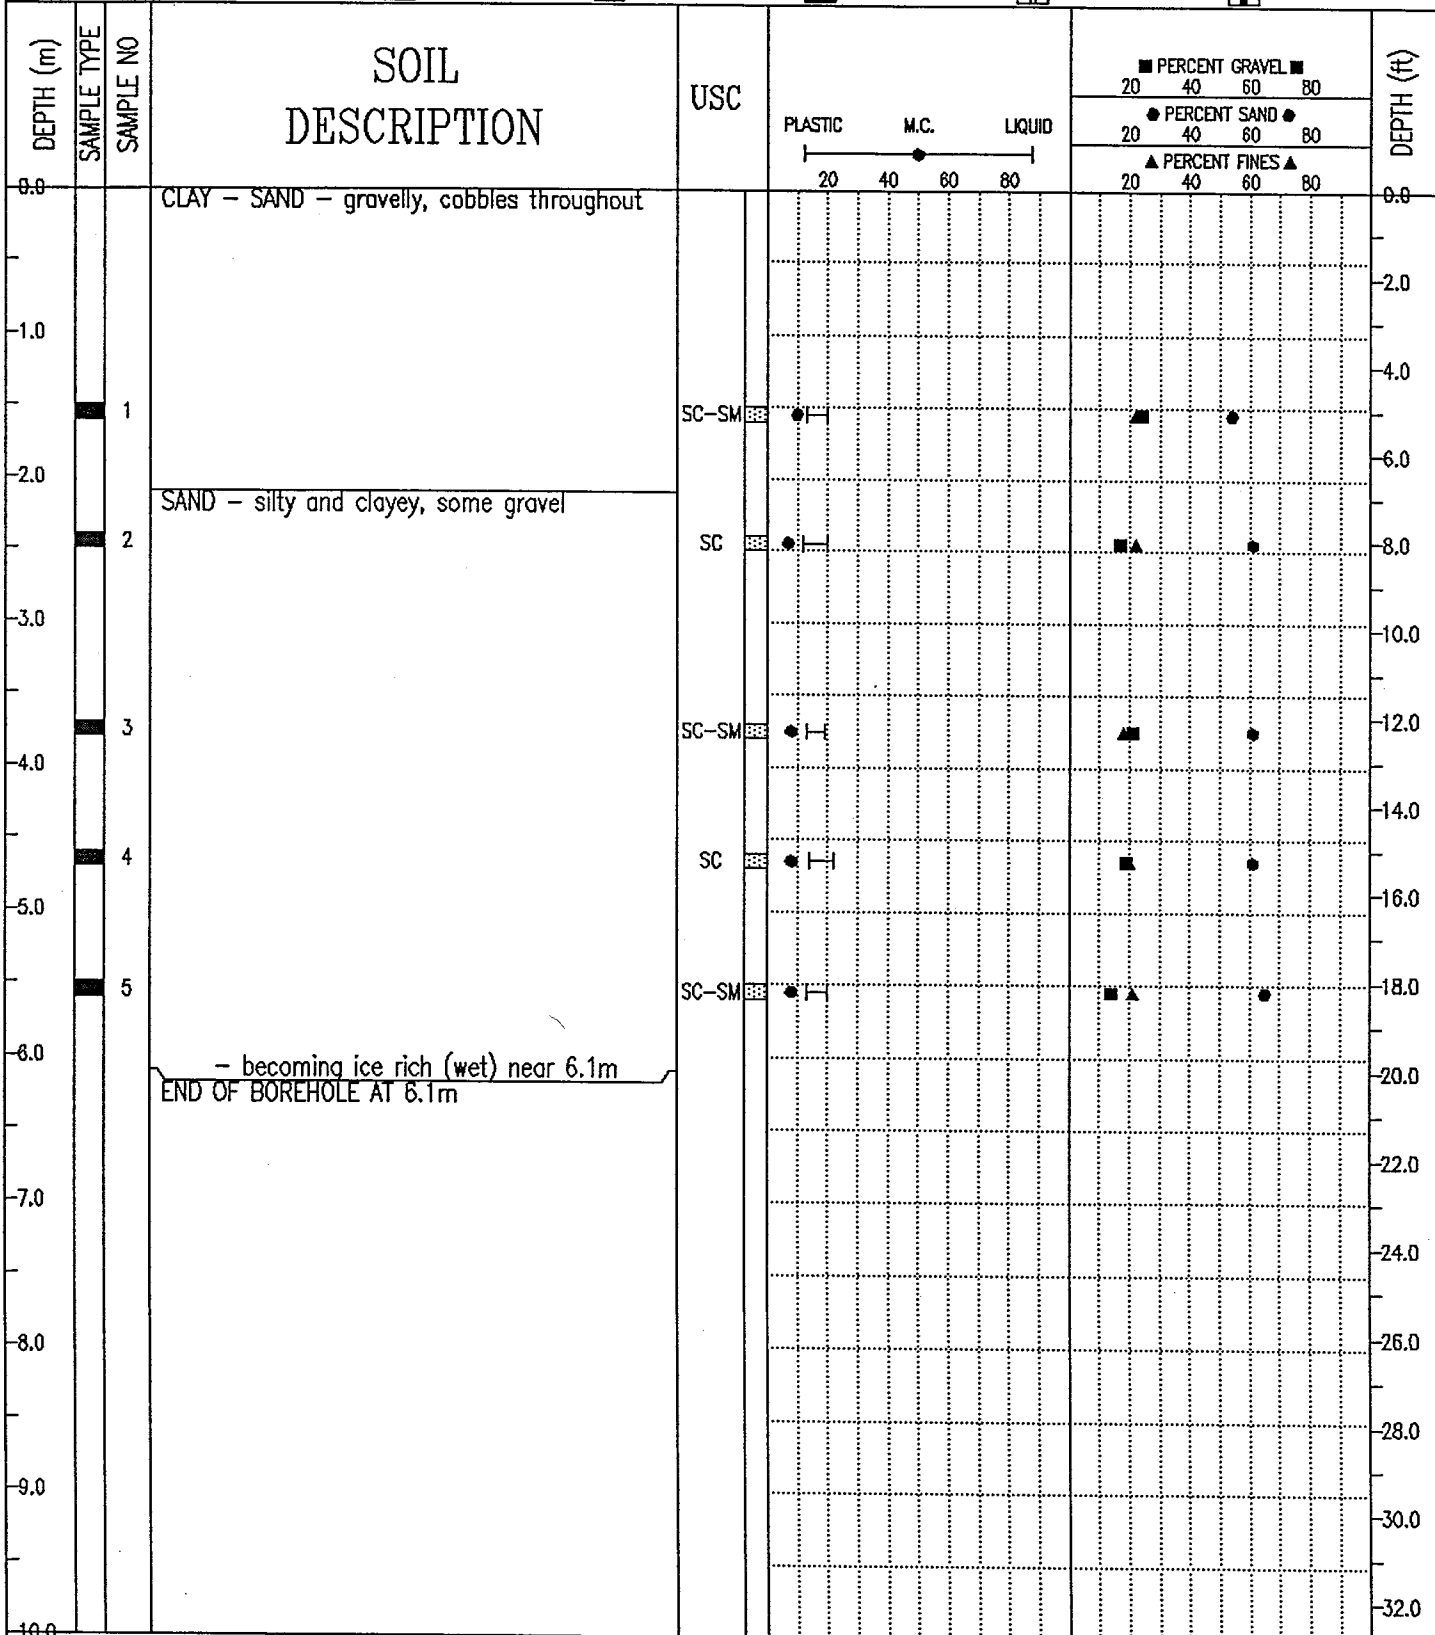 DEPTH (m)
SAMPLE TYPE
SAMPLE NO
SOIL
DESCRIPTION
USC
PLASTIC M.C. LIQUID
20 40 60 80
■ PERCENT GRAVEL ■
20 40 60 80
● PERCENT SAND ●
20 40 60 80
▲ PERCENT FINES ▲
20 40 60 80
DEPTH (ft)
0.0
CLAY – SAND – gravelly, cobbles throughout
0.0
2.0
1.0
4.0
1
SC-SM
6.0
2.0
SAND – silty and clayey, some gravel
2
SC
8.0
3.0
10.0
3
SC-SM
12.0
4.0
14.0
4
SC
16.0
5.0
5
SC-SM
18.0
6.0
– becoming ice rich (wet) near 6.1m
20.0
END OF BOREHOLE AT 6.1m
22.0
7.0
24.0
8.0
26.0
28.0
9.0
30.0
32.0
10.0